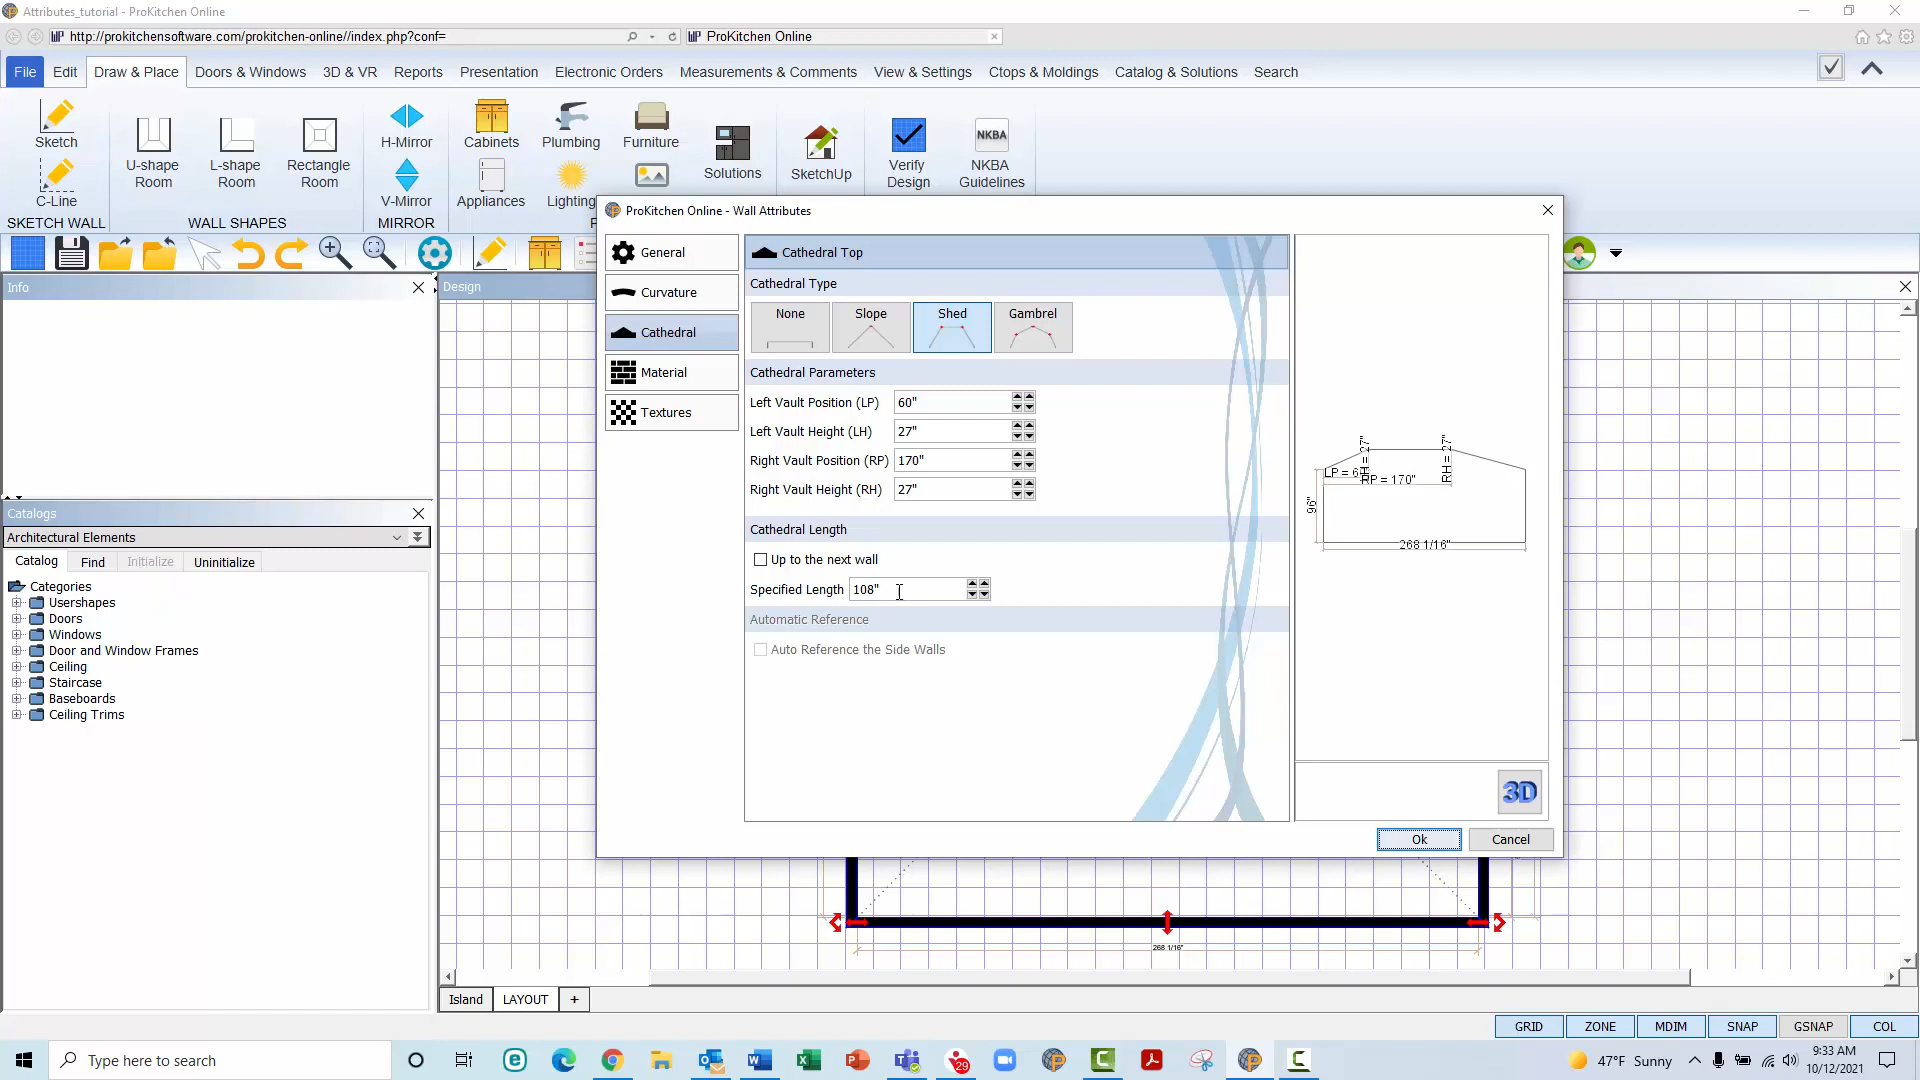 Attributes_tutorial - ProKitchen Online
http://prokitchensoftware.com/prokitchen-online//index.php?conf=
ProKitchen Online
File Edit Draw & Place Doors & Windows 3D & VR Reports Presentation Electronic Orders Measurements & Comments View & Settings Ctops & Moldings Catalog & Solutions Search
Sketch
C-Line
SKETCH WALL
U-shape
Room
L-shape
Room
Rectangle
Room
WALL SHAPES
H-Mirror
V-Mirror
MIRROR
Cabinets
Appliances
Plumbing
Lighting
Furniture
Solutions
SketchUp
Verify
Design
NKBA
NKBA
Guidelines
Info
Catalogs
Architectural Elements
Catalog Find Initialize Uninitialize
Categories
Usershapes
Doors
Windows
Door and Window Frames
Ceiling
Staircase
Baseboards
Ceiling Trims
Design
ProKitchen Online - Wall Attributes
General
Curvature
Cathedral
Material
Textures
Cathedral Top
Cathedral Type
None
Slope
Shed
Gambrel
Cathedral Parameters
Left Vault Position (LP) 60"
Left Vault Height (LH) 27"
Right Vault Position (RP) 170"
Right Vault Height (RH) 27"
Cathedral Length
Up to the next wall
Specified Length 108"
Automatic Reference
Auto Reference the Side Walls
RH = 27"
RP = 170"
96"
268 1/16"
3D
Ok
Cancel
268 1/16"
Island LAYOUT +
GRID ZONE MDIM SNAP GSNAP COL
Type here to search
29
47°F Sunny
9:33 AM
10/12/2021